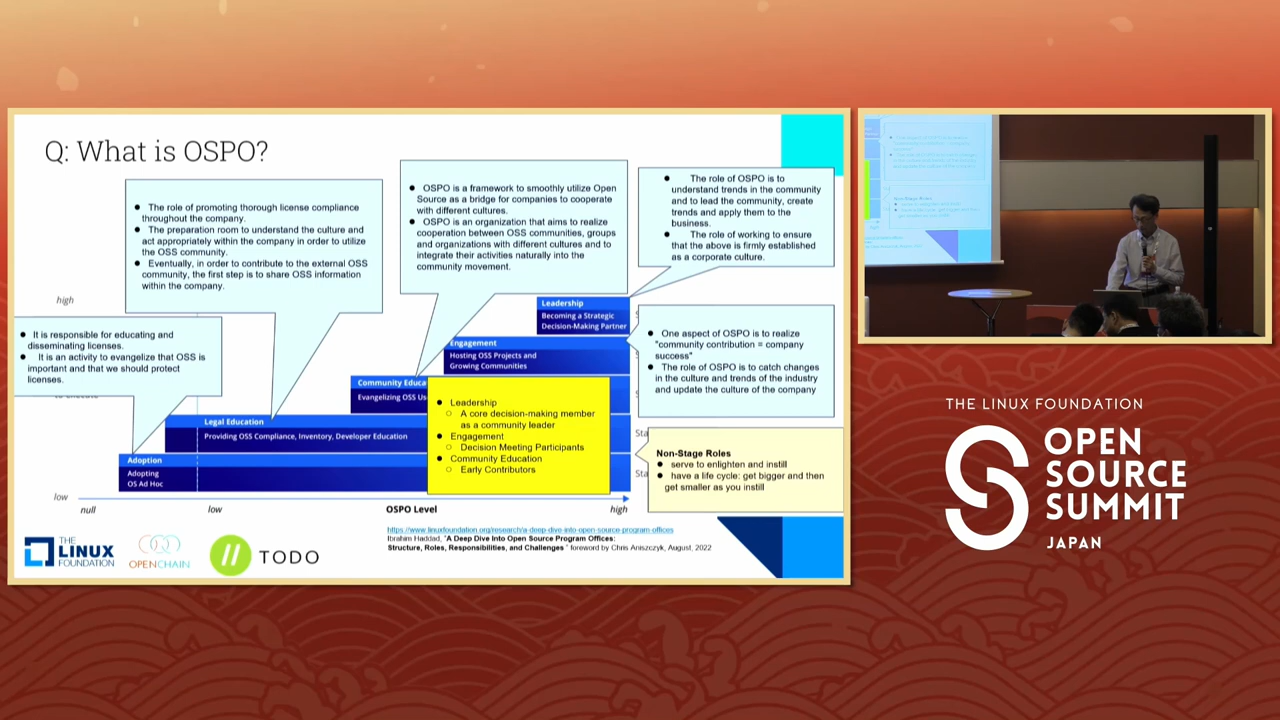 Q: What is OSPO?
● The role of promoting thorough license compliance
throughout the company.
● The preparation room to understand the culture and
act appropriately within the company in order to utilize
the OSS community.
● Eventually, in order to contribute to the external OSS
community, the first step is to share OSS information
within the company.
● OSPO is a framework to smoothly utilize Open
Source as a bridge for companies to cooperate
with different cultures.
● OSPO is an organization that aims to realize
cooperation between OSS communities, groups
and organizations with different cultures and to
integrate their activities naturally into the
community movement.
● The role of OSPO is to
understand trends in the community
and to lead the community, create
trends and apply them to the
business.
● The role of working to ensure
that the above is firmly established
as a corporate culture.
high
● It is responsible for educating and
disseminating licenses.
● It is an activity to evangelize that OSS is
important and that we should protect
licenses.
Leadership
Becoming a Strategic
Decision-Making Partner
● One aspect of OSPO is to realize
"community contribution = company
success"
● The role of OSPO is to catch changes
in the culture and trends of the industry
and update the culture of the company
Engagement
Hosting OSS Projects and
Growing Communities
Community Educa
Evangelizing OSS Us
● Leadership
○ A core decision-making member
as a community leader
● Engagement
○ Decision Meeting Participants
● Community Education
○ Early Contributors
Legal Education
Providing OSS Compliance, Inventory, Developer Education
Sta
Adoption
Adopting
OS Ad Hoc
Sta
Non-Stage Roles
● serve to enlighten and instill
● have a life cycle: get bigger and then
get smaller as you instill
low
null
low
OSPO Level
high
https://www.linuxfoundation.org/research/a-deep-dive-into-open-source-program-offices
Ibrahim Haddad, "A Deep Dive Into Open Source Program Offices:
Structure, Roles, Responsibilities, and Challenges " foreword by Chris Aniszczyk, August, 2022
THE
LINUX
FOUNDATION
OPENCHAIN
TODO
THE LINUX FOUNDATION
OPEN
SOURCE
SUMMIT
JAPAN